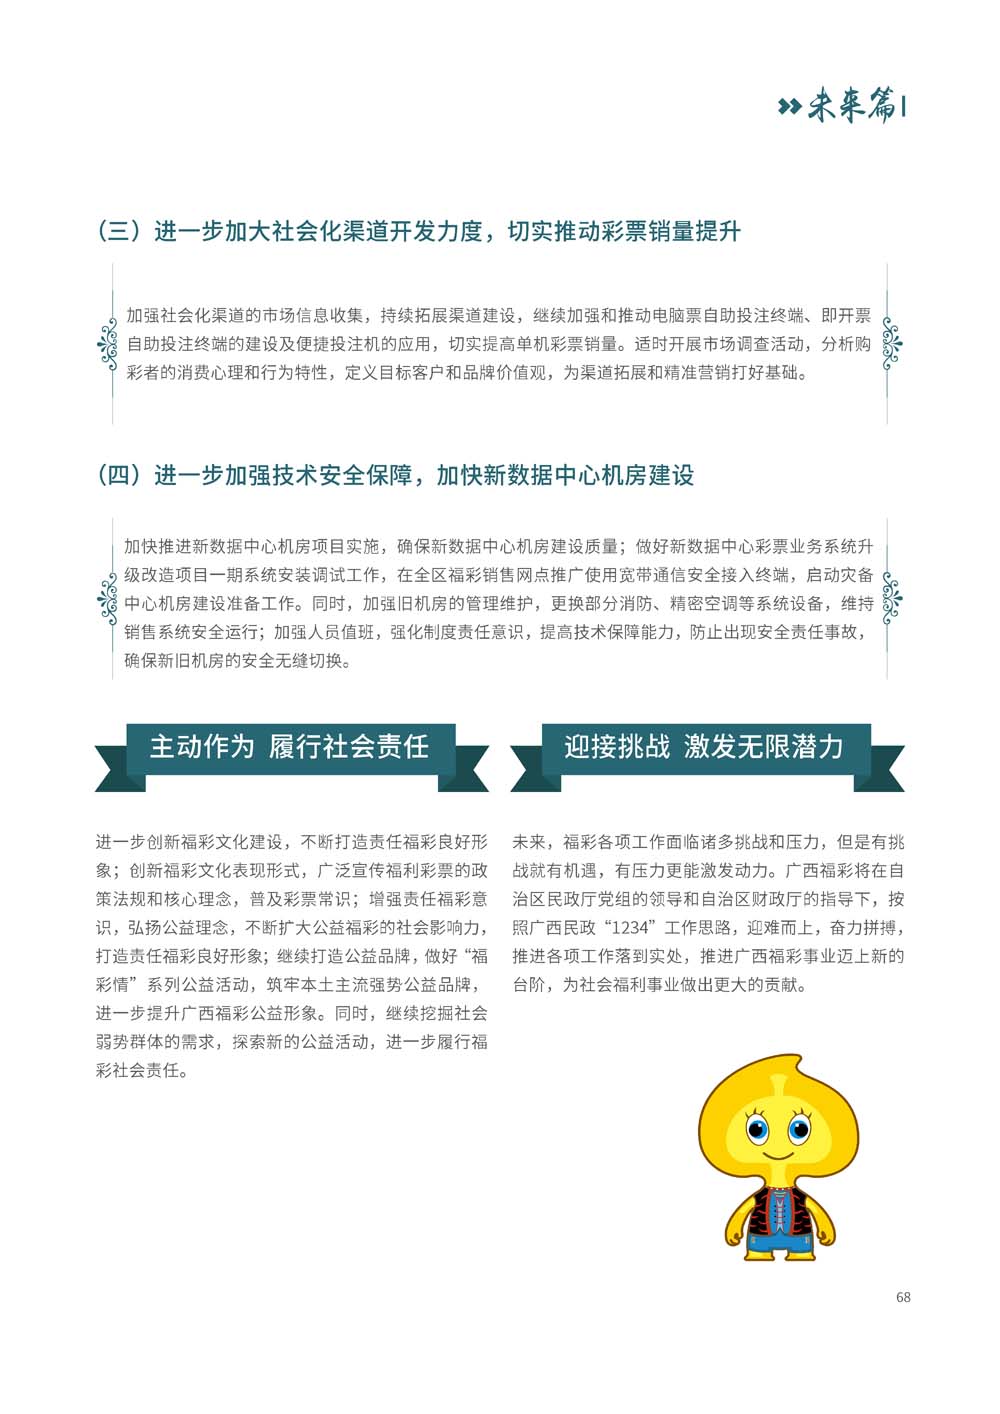 未来篇
（三）进一步加大社会化渠道开发力度，切实推动彩票销量提升
加强社会化渠道的市场信息收集，持续拓展渠道建设，继续加强和推动电脑票自助投注终端、即开票
自助投注终端的建设及便捷投注机的应用，切实提高单机彩票销量。适时开展市场调查活动，分析购
彩者的消费心理和行为特性，定义目标客户和品牌价值观，为渠道拓展和精准营销打好基础。
（四）进一步加强技术安全保障，加快新数据中心机房建设
加快推进新数据中心机房项目实施，确保新数据中心机房建设质量；做好新数据中心彩票业务系统升
级改造项目一期系统安装调试工作，在全区福彩销售网点推广使用宽带通信安全接入终端，启动灾备
中心机房建设准备工作。同时，加强旧机房的管理维护，更换部分消防、精密空调等系统设备，维持
销售系统安全运行；加强人员值班，强化制度责任意识，提高技术保障能力，防止出现安全责任事故，
确保新旧机房的安全无缝切换。
主动作为 履行社会责任
进一步创新福彩文化建设，不断打造责任福彩良好形
象；创新福彩文化表现形式，广泛宣传福利彩票的政
策法规和核心理念，普及彩票常识；增强责任福彩意
识，弘扬公益理念，不断扩大公益福彩的社会影响力，
打造责任福彩良好形象；继续打造公益品牌，做好“福
彩情”系列公益活动，筑牢本土主流强势公益品牌，
进一步提升广西福彩公益形象。同时，继续挖掘社会
弱势群体的需求，探索新的公益活动，进一步履行福
彩社会责任。
迎接挑战 激发无限潜力
未来，福彩各项工作面临诸多挑战和压力，但是有挑
战就有机遇，有压力更能激发动力。广西福彩将在自
治区民政厅党组的领导和自治区财政厅的指导下，按
照广西民政“1234”工作思路，迎难而上，奋力拼搏，
推进各项工作落到实处，推进广西福彩事业迈上新的
台阶，为社会福利事业做出更大的贡献。
68